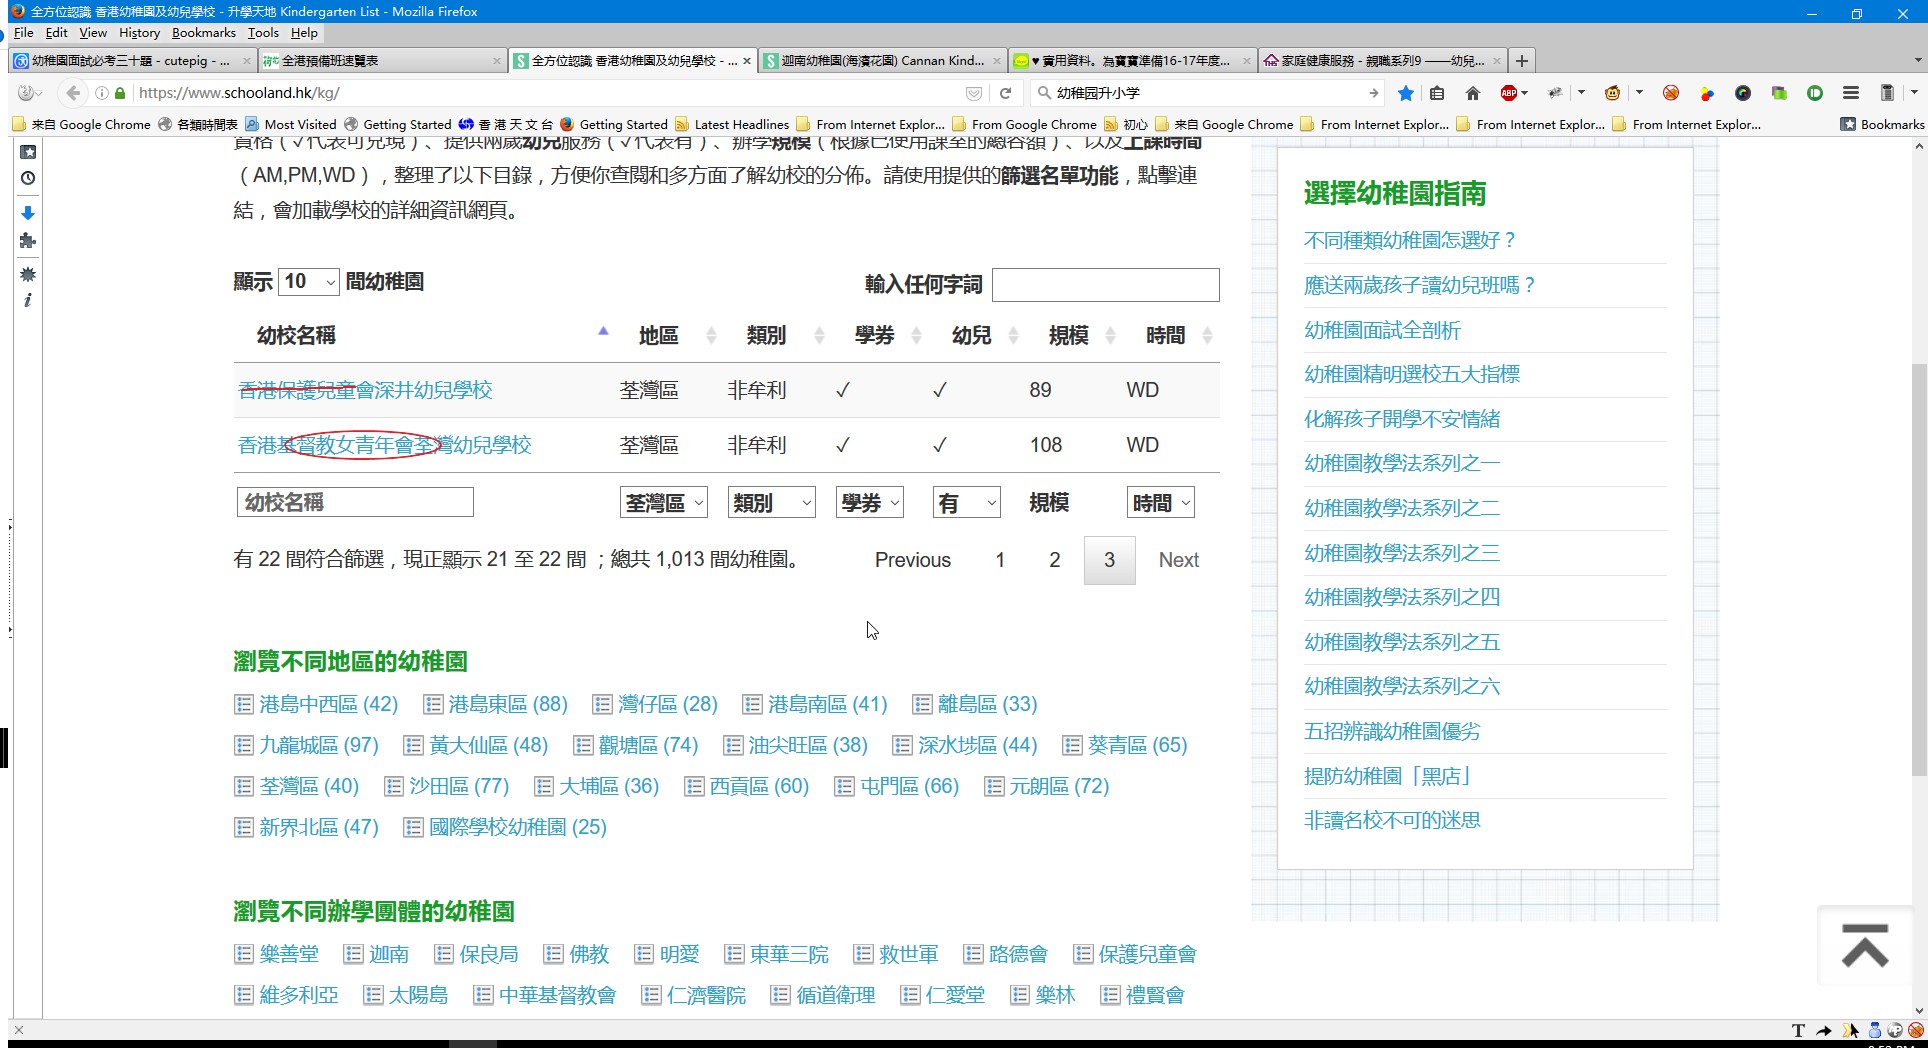 全方位認識 香港幼稚園及幼兒學校 - 升學天地 Kindergarten List - Mozilla Firefox
File Edit View History Bookmarks Tools Help
幼稚園面試必考三十題 - cutepig - ... 全港預備班速覽表 全方位認識 香港幼稚園及幼兒學校 - ... 迦南幼稚園(海濱花園) Cannan Kind... ♥ 實用資料。為寶寶準備16-17年度... 家庭健康服務 - 親職系列9 ——幼兒...
https://www.schooland.hk/kg/ 幼稚园升小学
来自 Google Chrome 各類時間表 Most Visited Getting Started 香 港 天 文 台 Getting Started Latest Headlines From Internet Explor... From Google Chrome 初心 来自 Google Chrome From Internet Explor... From Internet Explor... From Internet Explor... Bookmarks
資格（√代表可兌現）、提供兩歲幼兒服務（√代表有）、辦學規模（根據已使用課室的總容額）、以及上課時間
（AM,PM,WD），整理了以下目錄，方便你查閱和多方面了解幼校的分佈。請使用提供的篩選名單功能，點擊連
結，會加載學校的詳細資訊網頁。
顯示 10 間幼稚園 輸入任何字詞
幼校名稱 地區 類別 學券 幼兒 規模 時間
香港保護兒童會深井幼兒學校 荃灣區 非牟利 √ √ 89 WD
香港基督教女青年會荃灣幼兒學校 荃灣區 非牟利 √ √ 108 WD
幼校名稱 荃灣區 類別 學券 有 規模 時間
有 22 間符合篩選，現正顯示 21 至 22 間 ；總共 1,013 間幼稚園。 Previous 1 2 3 Next
瀏覽不同地區的幼稚園
港島中西區 (42) 港島東區 (88) 灣仔區 (28) 港島南區 (41) 離島區 (33)
九龍城區 (97) 黃大仙區 (48) 觀塘區 (74) 油尖旺區 (38) 深水埗區 (44) 葵青區 (65)
荃灣區 (40) 沙田區 (77) 大埔區 (36) 西貢區 (60) 屯門區 (66) 元朗區 (72)
新界北區 (47) 國際學校幼稚園 (25)
瀏覽不同辦學團體的幼稚園
樂善堂 迦南 保良局 佛教 明愛 東華三院 救世軍 路德會 保護兒童會
維多利亞 太陽島 中華基督教會 仁濟醫院 循道衛理 仁愛堂 樂林 禮賢會
選擇幼稚園指南
不同種類幼稚園怎選好？
應送兩歲孩子讀幼兒班嗎？
幼稚園面試全剖析
幼稚園精明選校五大指標
化解孩子開學不安情緒
幼稚園教學法系列之一
幼稚園教學法系列之二
幼稚園教學法系列之三
幼稚園教學法系列之四
幼稚園教學法系列之五
幼稚園教學法系列之六
五招辨識幼稚園優劣
提防幼稚園「黑店」
非讀名校不可的迷思